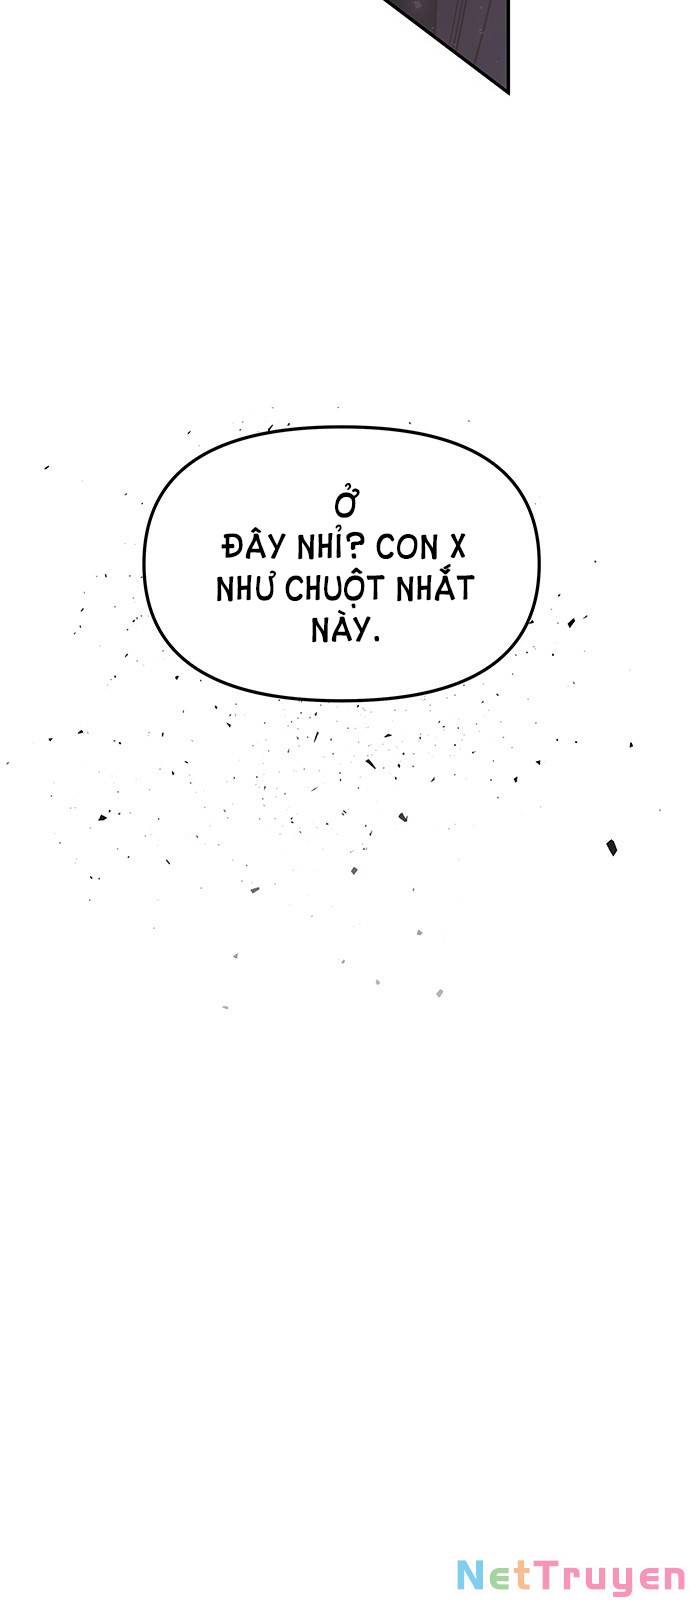 Ở
ĐÂY NHỈ? CON X
NHƯ CHUỘT NHẮT
NÀY.
NetTruyen